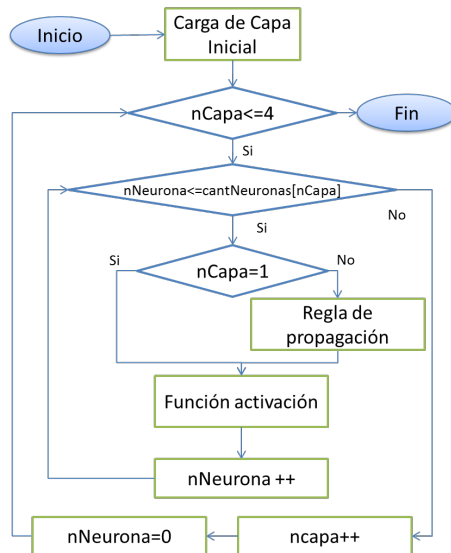 Inicio
Carga de Capa
Inicial
nCapa<=4
Fin
Si
nNeurona<=cantNeuronas[nCapa]
No
Si
Si
nCapa=1
No
Regla de
propagación
Función activación
nNeurona ++
nNeurona=0
ncapa++